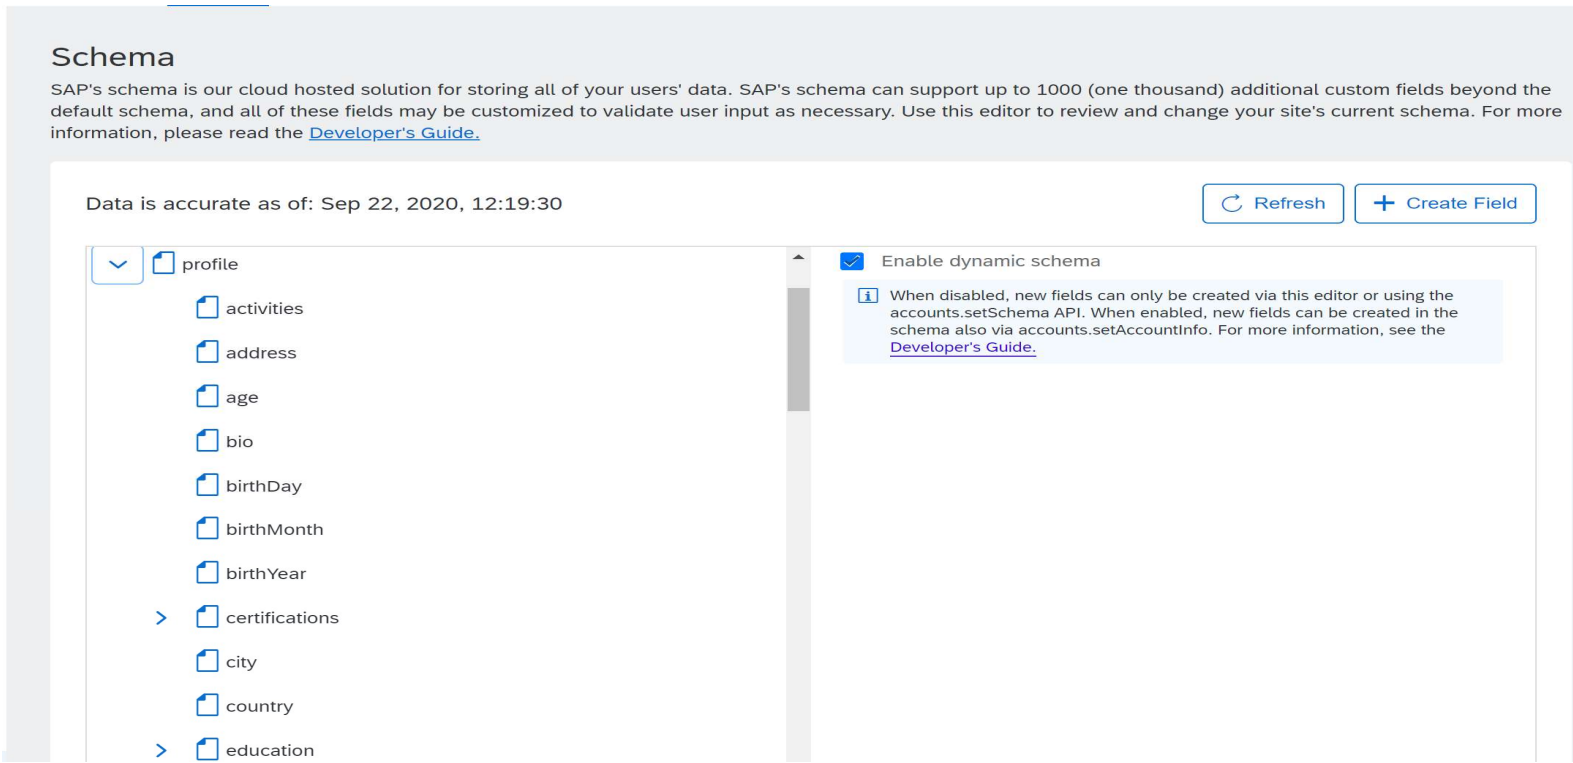 Schema
SAP's schema is our cloud hosted solution for storing all of your users' data. SAP's schema can support up to 1000 (one thousand) additional custom fields beyond the
default schema, and all of these fields may be customized to validate user input as necessary. Use this editor to review and change your site's current schema. For more
information, please read the Developer's Guide.
Data is accurate as of: Sep 22, 2020, 12:19:30
Refresh
Create Field
profile
activities
address
age
bio
birthDay
birthMonth
birthYear
certifications
city
country
education
Enable dynamic schema
When disabled, new fields can only be created via this editor or using the
accounts.setSchema API. When enabled, new fields can be created in the
schema also via accounts.setAccountInfo. For more information, see the
Developer's Guide.